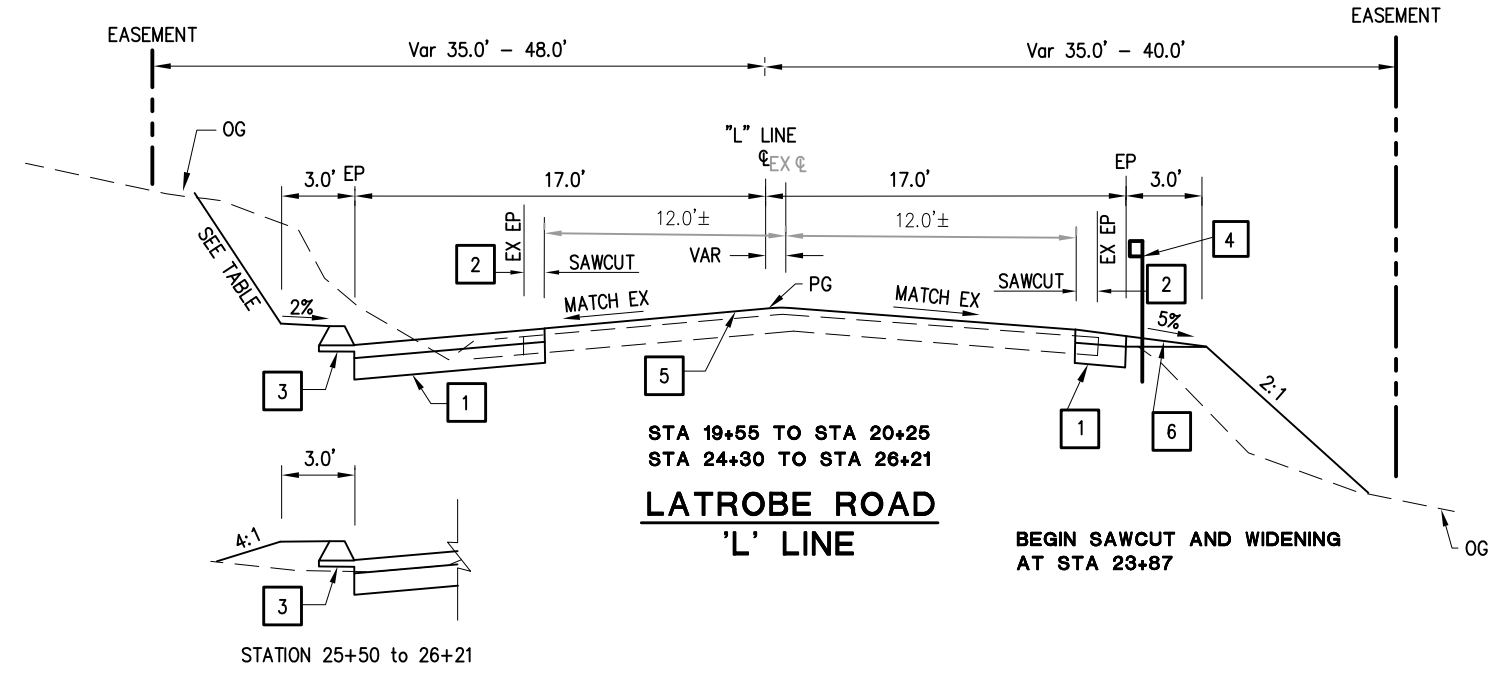 EASEMENT
EASEMENT
Var 35.0' - 48.0'
Var 35.0' - 40.0'
OG
"L" LINE
℄
EX ℄
3.0'
EP
17.0'
17.0'
EP
3.0'
12.0'±
12.0'±
EX EP
EX EP
4
2
SAWCUT
VAR
PG
SAWCUT
2
SEE TABLE
2%
MATCH EX
MATCH EX
5%
3
1
5
1
6
2:1
STA 19+55 TO STA 20+25
STA 24+30 TO STA 26+21
LATROBE ROAD
'L' LINE
BEGIN SAWCUT AND WIDENING
AT STA 23+87
OG
3.0'
4:1
3
STATION 25+50 to 26+21